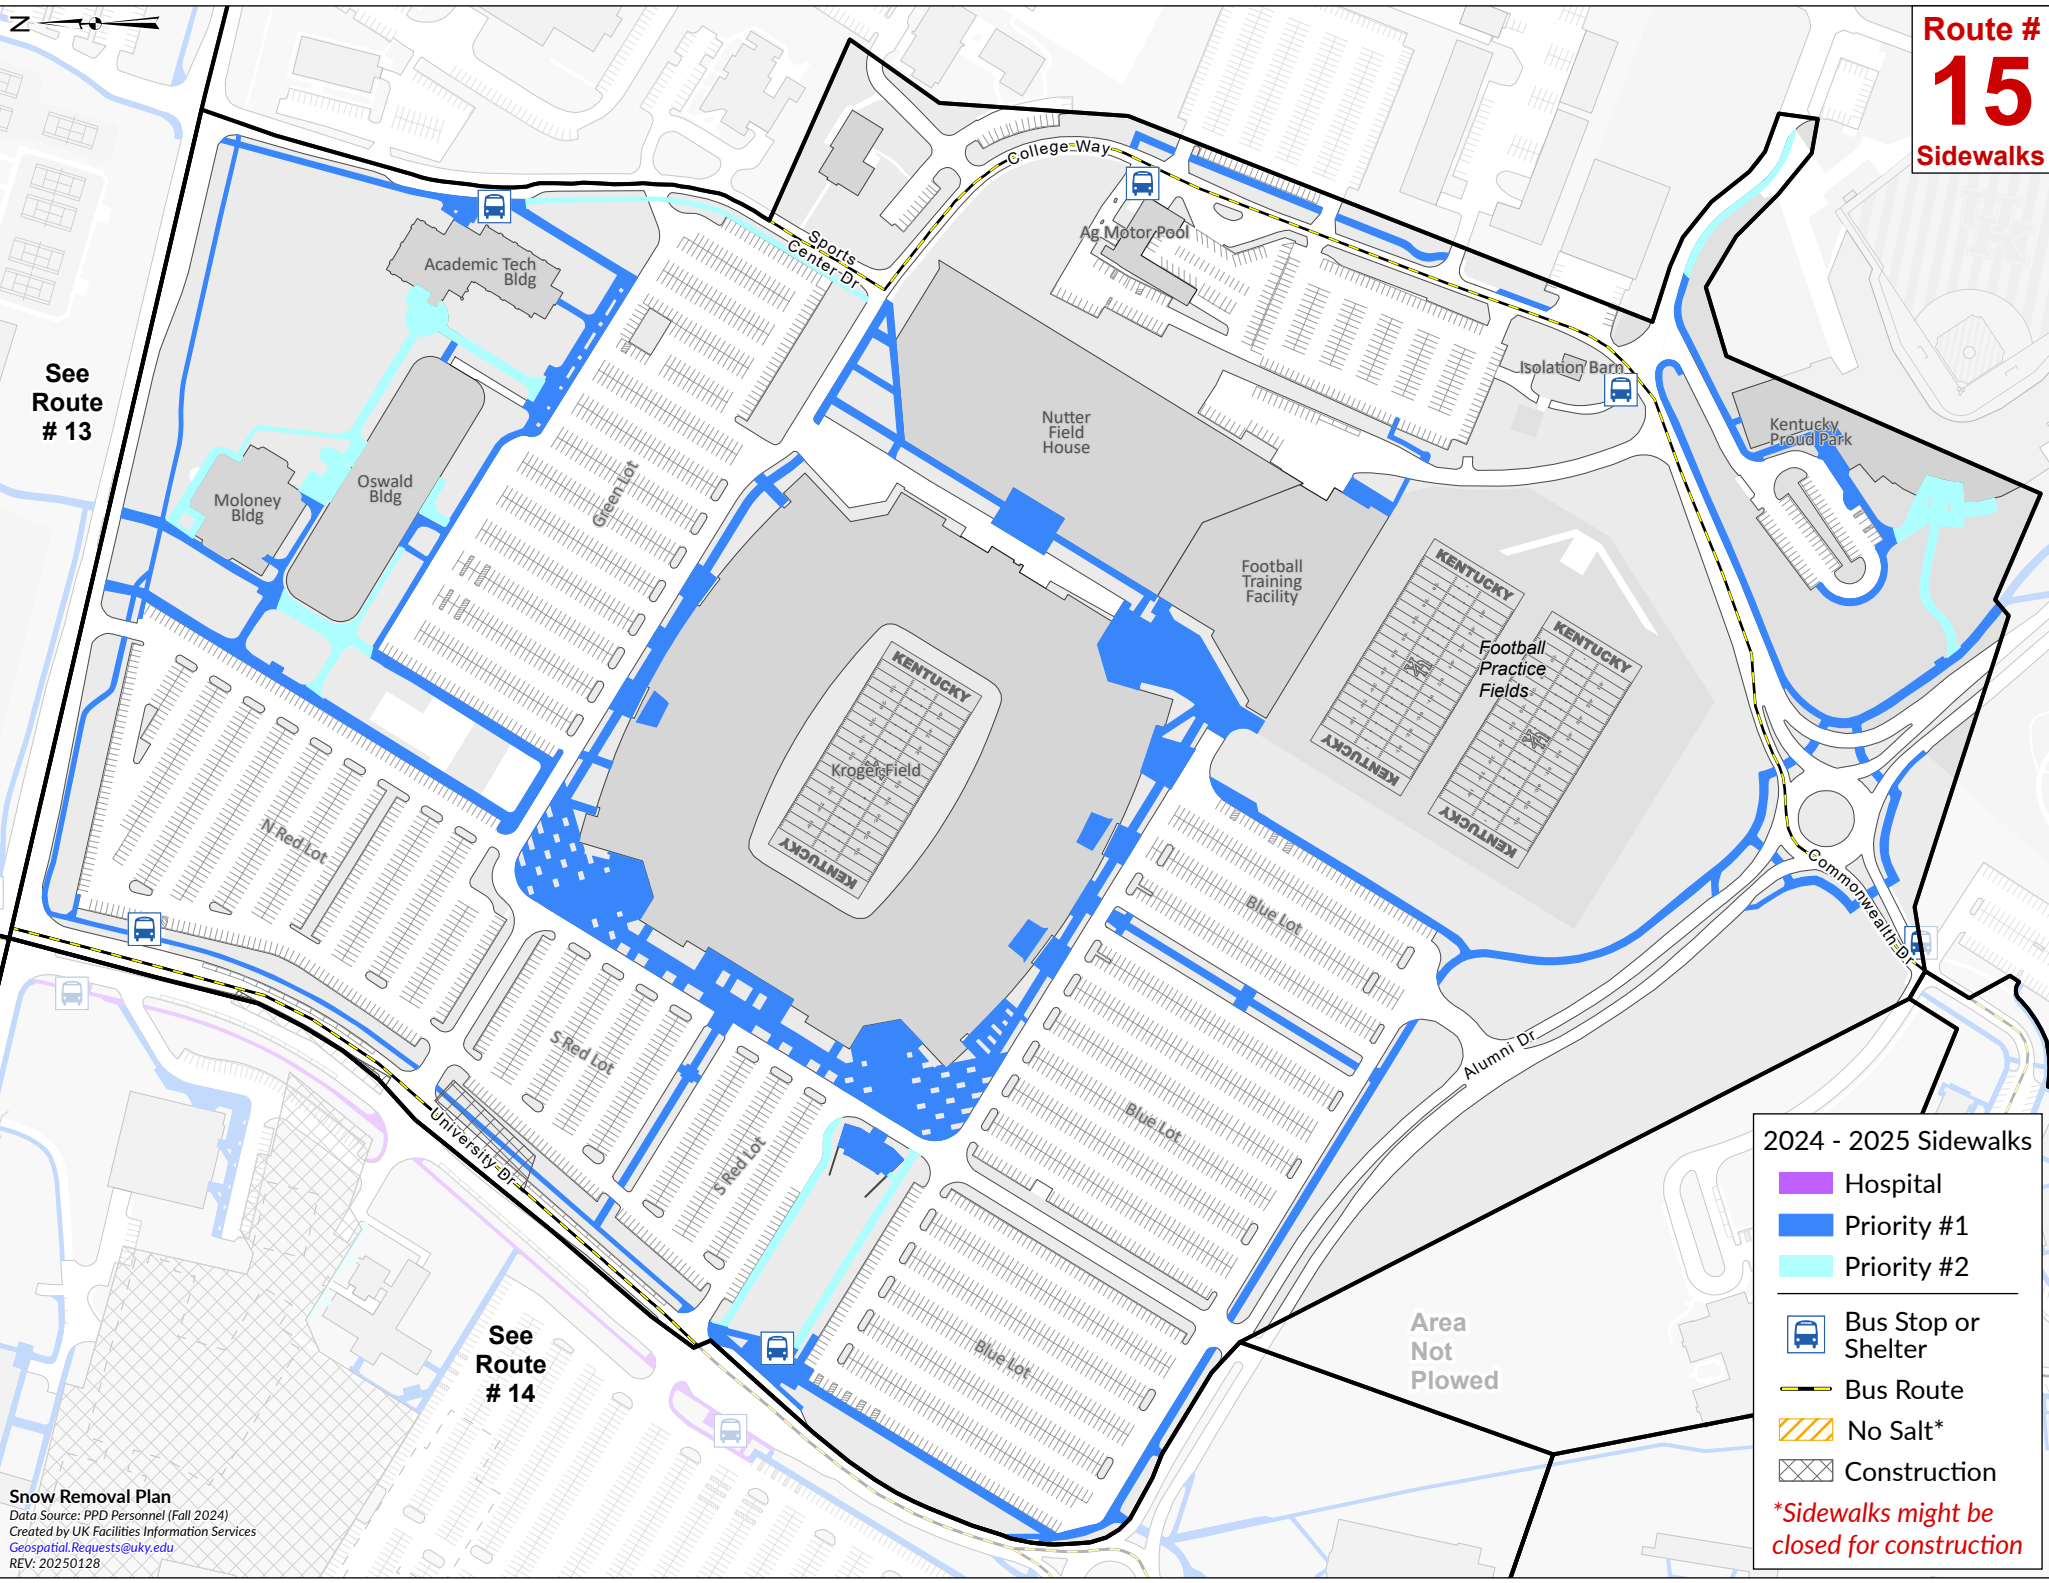 N
Route #
15
Sidewalks
College Way
Sports
Center Dr
Ag Motor Pool
Academic Tech
Bldg
See
Route
# 13
Isolation Barn
Nutter
Field
House
Kentucky
Proud Park
Moloney
Bldg
Oswald
Bldg
Green Lot
Football
Training
Facility
KENTUCKY
KENTUCKY
Football
Practice
Fields
KENTUCKY
KENTUCKY
KENTUCKY
Kroger Field
KENTUCKY
N Red Lot
Blue Lot
Commonwealth Dr
S Red Lot
Alumni Dr
Blue Lot
University Dr
S Red Lot
Blue Lot
See
Route
# 14
Area
Not
Plowed
2024 - 2025 Sidewalks
Hospital
Priority #1
Priority #2
Bus Stop or
Shelter
Bus Route
No Salt*
Construction
*Sidewalks might be
closed for construction
Snow Removal Plan
Data Source: PPD Personnel (Fall 2024)
Created by UK Facilities Information Services
Geospatial.Requests@uky.edu
REV: 20250128